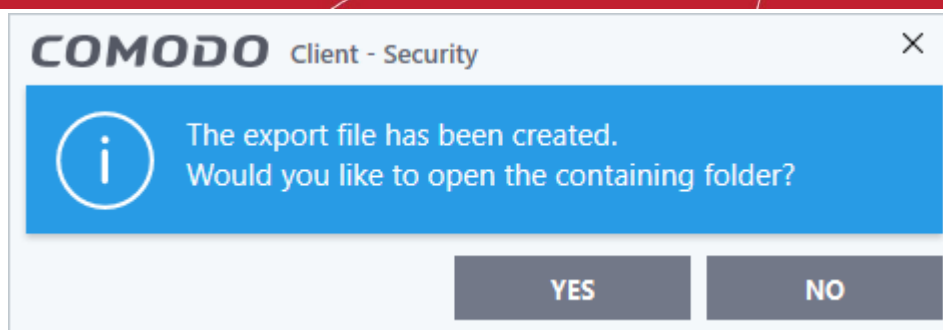 COMODO Client - Security
The export file has been created.
Would you like to open the containing folder?
YES NO